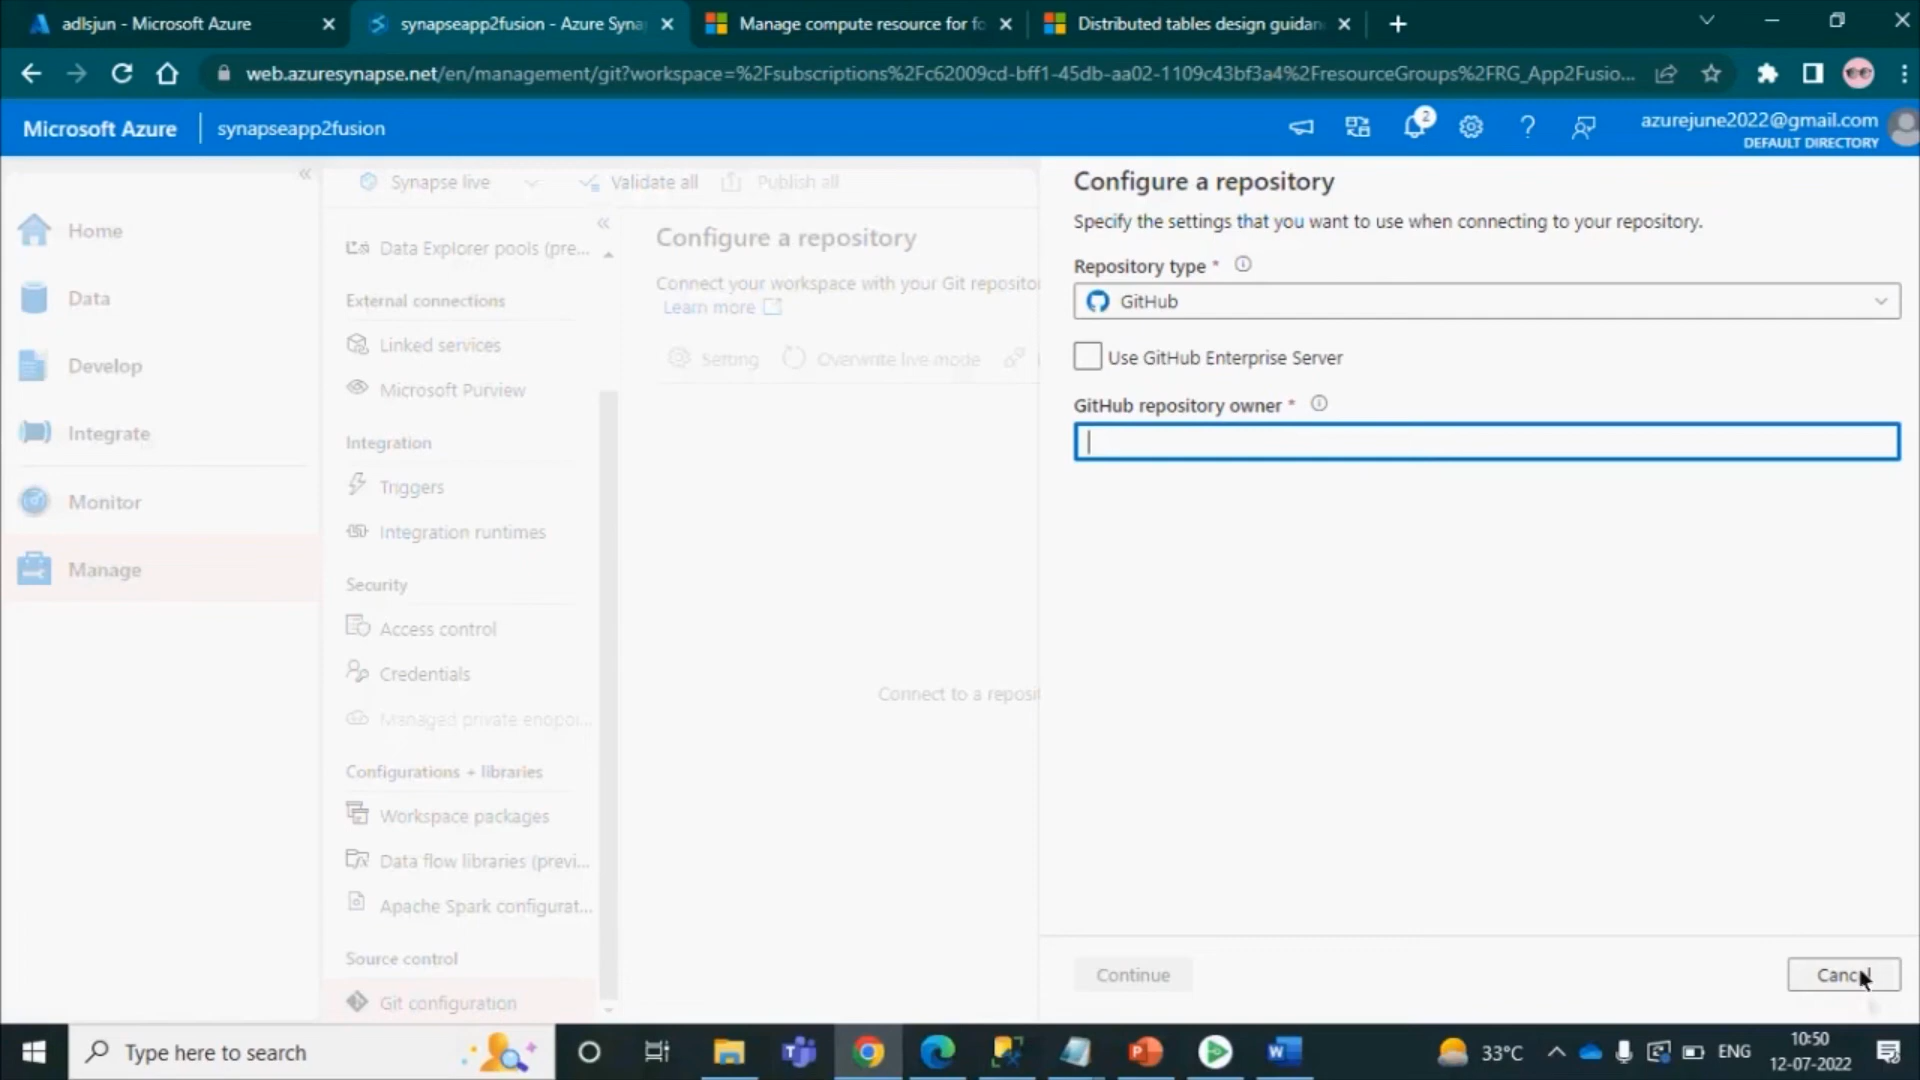 adlsjun - Microsoft Azure
synapseapp2fusion - Azure Syna
Manage compute resource for fo
Distributed tables design guidan
web.azuresynapse.net/en/management/git?workspace=%2Fsubscriptions%2Fc62009cd-bff1-45db-aa02-1109c43bf3a4%2FresourceGroups%2FRG_App2Fusio...
Microsoft Azure
synapseapp2fusion
2
azurejune2022@gmail.com
DEFAULT DIRECTORY
Home
Data
Develop
Integrate
Monitor
Manage
Synapse live
Validate all
Publish all
Data Explorer pools (pre...
External connections
Linked services
Microsoft Purview
Integration
Triggers
Integration runtimes
Security
Access control
Credentials
Managed private endpoi...
Configurations + libraries
Workspace packages
Data flow libraries (previ...
Apache Spark configurat...
Source control
Git configuration
Configure a repository
Connect your workspace with your Git reposito
Learn more
Setting
Overwrite live mode
Connect to a reposit
Configure a repository
Specify the settings that you want to use when connecting to your repository.
Repository type *
GitHub
Use GitHub Enterprise Server
GitHub repository owner *
Continue
Cancel
Type here to search
33°C
ENG
10:50
12-07-2022